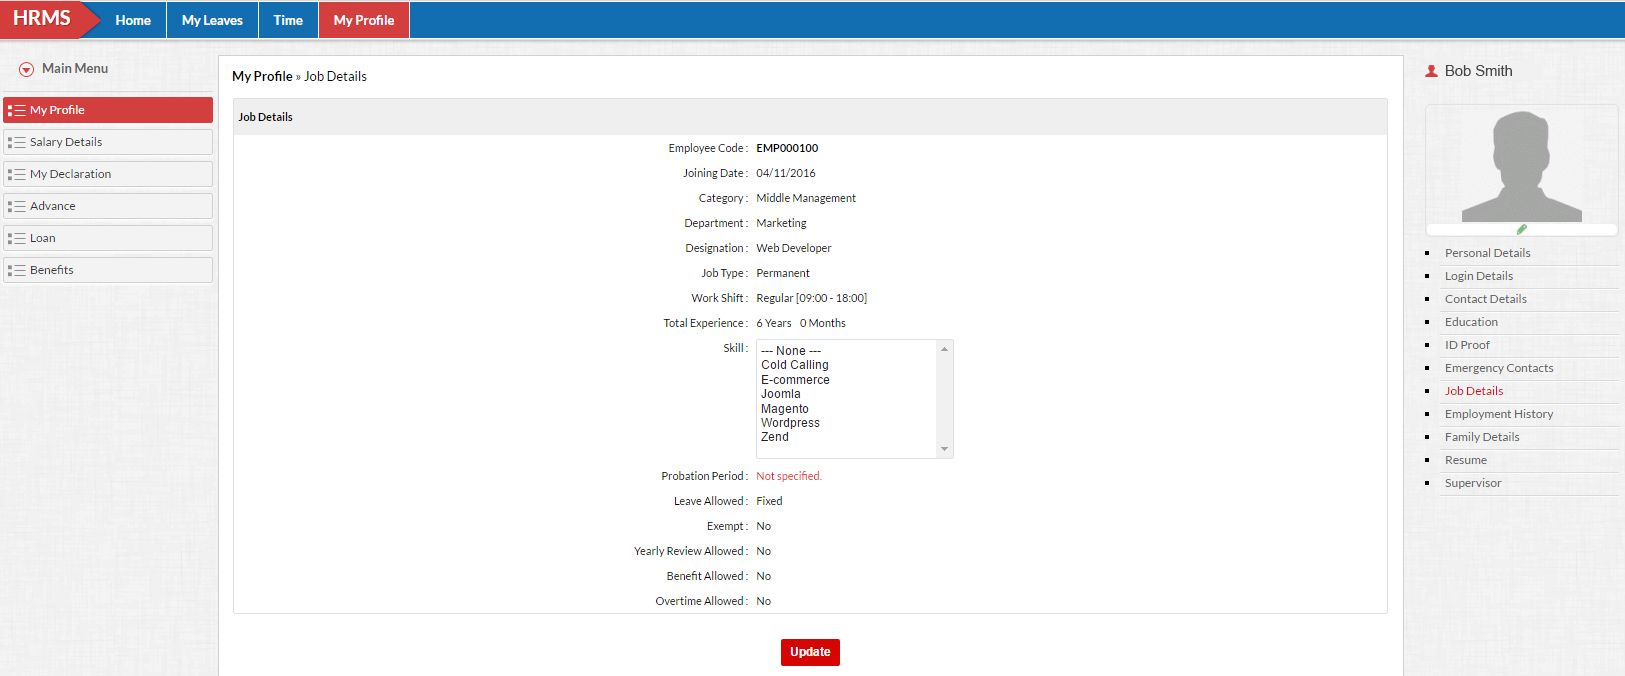 HRMS
Home
My Leaves
Time
My Profile
Main Menu
My Profile
Salary Details
My Declaration
Advance
Loan
Benefits
My Profile » Job Details
Job Details
Employee Code : EMP000100
Joining Date : 04/11/2016
Category : Middle Management
Department : Marketing
Designation : Web Developer
Job Type : Permanent
Work Shift : Regular [09:00 - 18:00]
Total Experience : 6 Years 0 Months
Skill :
--- None ---
Cold Calling
E-commerce
Joomla
Magento
Wordpress
Zend
Probation Period : Not specified.
Leave Allowed : Fixed
Exempt : No
Yearly Review Allowed : No
Benefit Allowed : No
Overtime Allowed : No
Update
Bob Smith
Personal Details
Login Details
Contact Details
Education
ID Proof
Emergency Contacts
Job Details
Employment History
Family Details
Resume
Supervisor